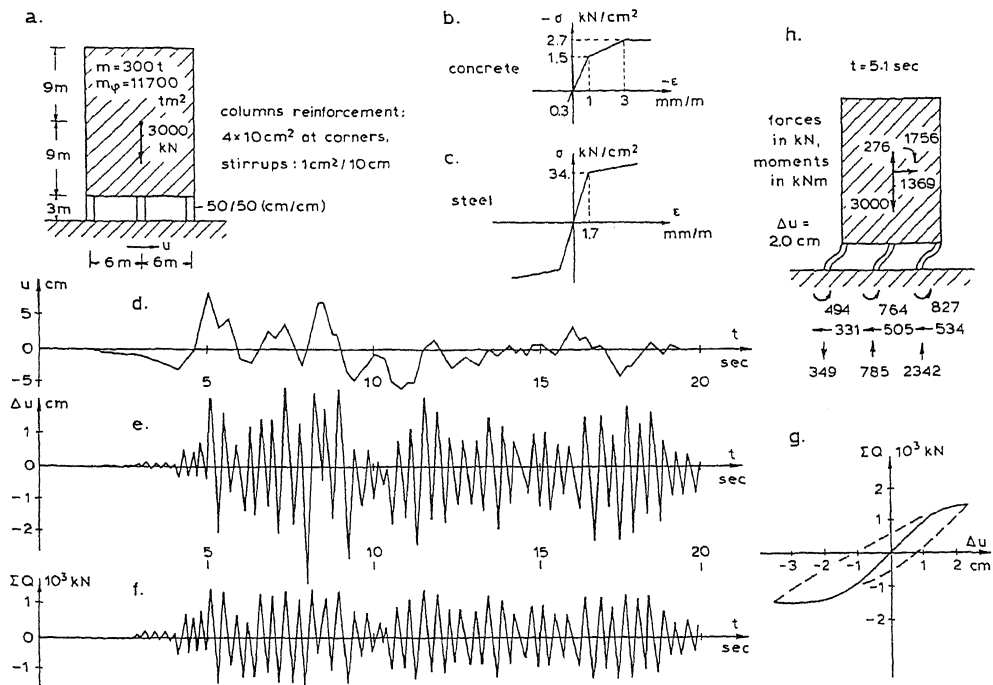 a.
m = 300 t
mφ = 11700
tm²
3000
kN
9m
9m
3m
50/50 (cm/cm)
u
6m
6m
columns reinforcement:
4×10cm² at corners,
stirrups: 1cm²/10cm
b.
-σ kN/cm²
2.7
1.5
concrete
-ε
0.3
1
3
mm/m
c.
σ kN/cm²
34
steel
ε
1.7
mm/m
h.
t = 5.1 sec
forces
in kN,
moments
in kNm
276
1756
1369
3000
Δu =
2.0 cm
494
764
827
331
505
534
349
785
2342
d.
u cm
5
0
-5
5
10
15
20
t
sec
e.
Δu cm
2
1
0
-1
-2
5
10
15
20
t
sec
f.
ΣQ 10³ kN
1
0
-1
t
sec
g.
ΣQ 10³ kN
2
1
0
-1
-2
-3
-2
-1
1
2
Δu
cm